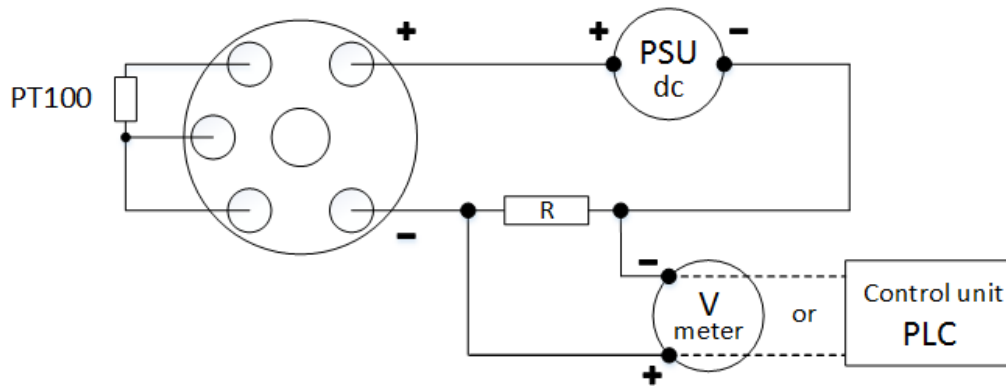 +
+
PSU
dc
-
PT100
R
-
-
V
meter
or
Control unit
PLC
+